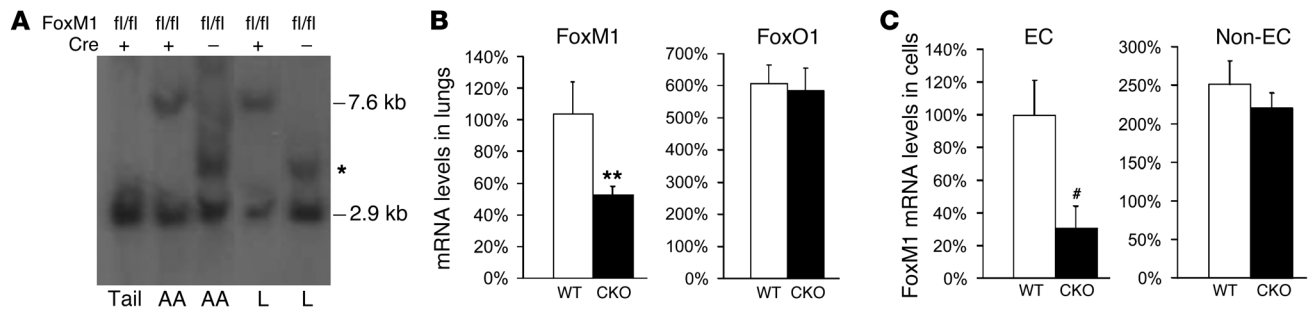 A
FoxM1 fl/fl fl/fl fl/fl fl/fl fl/fl
Cre + + – + –
–7.6 kb
*
–2.9 kb
Tail AA AA L L
B
mRNA levels in lungs
FoxM1
140%
120%
100%
80%
60%
40%
20%
0%
**
WT CKO
FoxO1
700%
600%
500%
400%
300%
200%
100%
0%
WT CKO
C
FoxM1 mRNA levels in cells
EC
140%
120%
100%
80%
60%
40%
20%
0%
#
WT CKO
Non-EC
300%
250%
200%
150%
100%
50%
0%
WT CKO